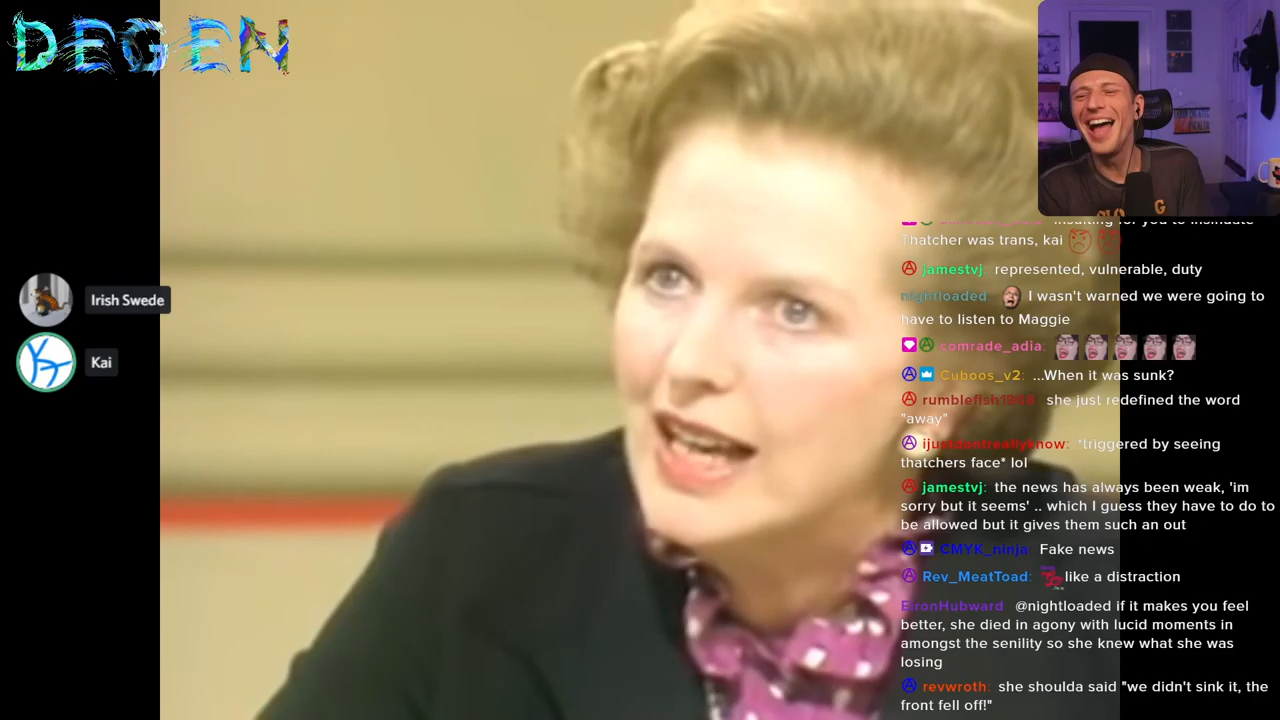 DEGEN
Irish Swede
Kai
Thatcher was trans, kai
jamestvj: represented, vulnerable, duty
nightloaded: I wasn't warned we were going to
have to listen to Maggie
comrade_adia:
Cuboos_v2: ...When it was sunk?
she just redefined the word
"away"
ijustdontreallyknow: *triggered by seeing
thatchers face* lol
jamestvj: the news has always been weak, 'im
sorry but it seems' .. which I guess they have to do to
be allowed but it gives them such an out
CMYK_ninja: Fake news
Rev_MeatToad: like a distraction
EironHubward @nightloaded if it makes you feel
better, she died in agony with lucid moments in
amongst the senility so she knew what she was
losing
revwroth: she shoulda said "we didn't sink it, the
front fell off!"